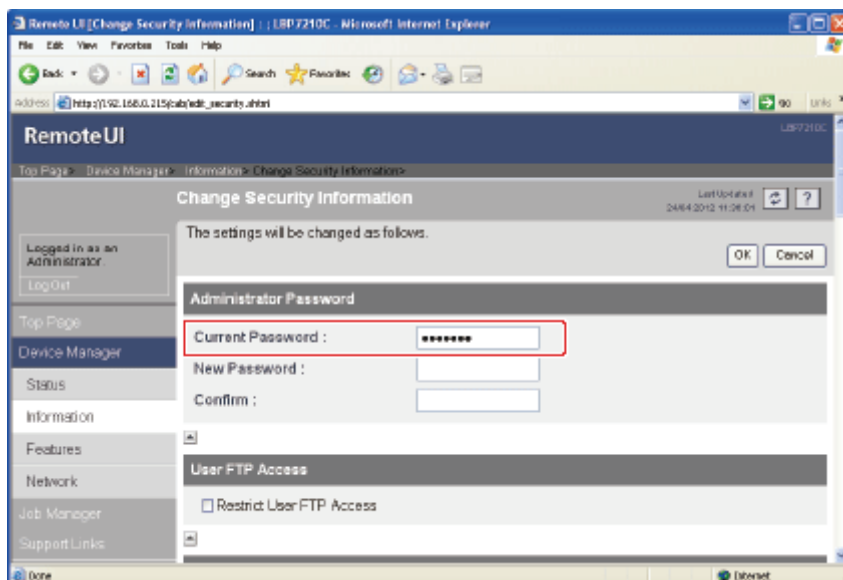 Remote UI [Change Security Information] : ; LBP7210C - Microsoft Internet Explorer
File Edit View Favorites Tools Help
Back Search Favorites
Address http://192.168.0.215/cab/edit_security.shtml Go Links
LBP7210C
RemoteUI
Top Page> Device Manager> Information> Change Security Information>
Change Security Information
Last Updated
24/04/2012 11:36:01
The settings will be changed as follows.
Logged in as an
Administrator.
OK Cancel
Log Out
Administrator Password
Top Page
Current Password :
Device Manager
New Password :
Status
Confirm :
Information
Features
User FTP Access
Network
Restrict User FTP Access
Job Manager
Support Links
Done Internet